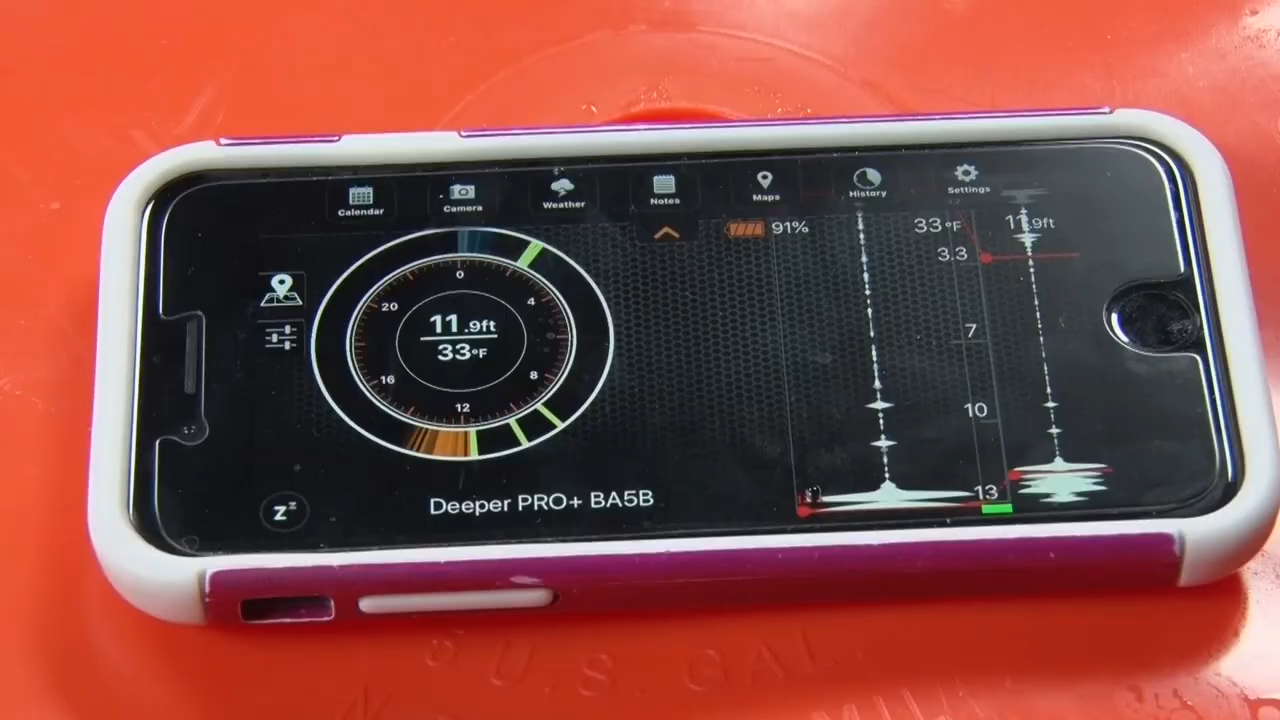 Calendar
Camera
Weather
Notes
Maps
History
Settings
91%
33°F
11.9ft
3.3
7
10
13
0
4
8
12
16
20
11.9ft
33°F
Deeper PRO+ BA5B
zz
U.S. GAL.